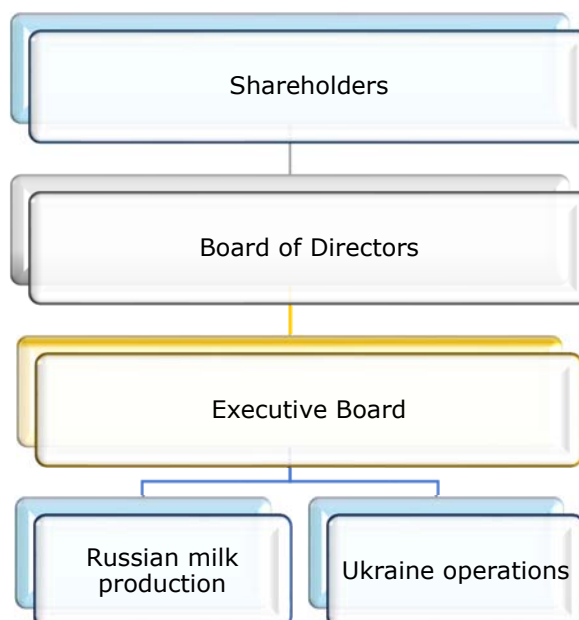 Shareholders
Board of Directors
Executive Board
Russian milk
production
Ukraine operations